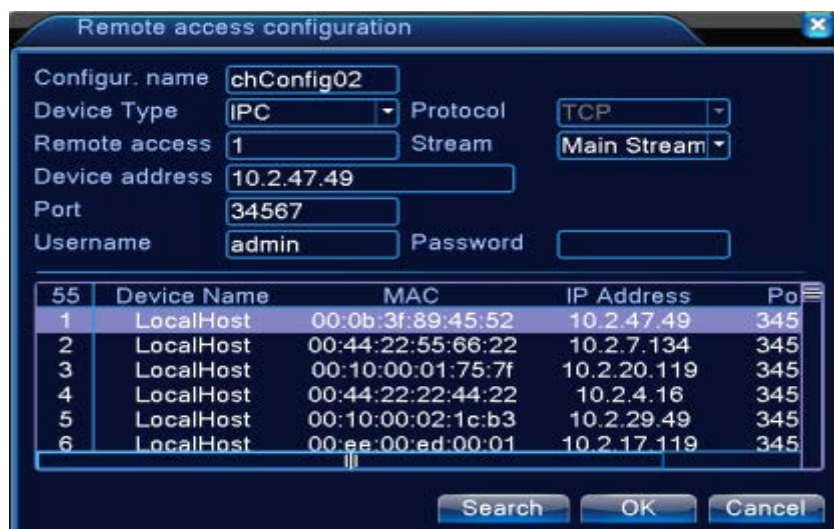 Remote access configuration
Configur. name chConfig02
Device Type IPC Protocol TCP
Remote access 1 Stream Main Stream
Device address 10.2.47.49
Port 34567
Username admin Password
55 Device Name MAC IP Address Po
1 LocalHost 00:0b:3f:89:45:52 10.2.47.49 345
2 LocalHost 00:44:22:55:66:22 10.2.7.134 345
3 LocalHost 00:10:00:01:75:7f 10.2.20.119 345
4 LocalHost 00:44:22:22:44:22 10.2.4.16 345
5 LocalHost 00:10:00:02:1c:b3 10.2.29.49 345
6 LocalHost 00:ee:00:ed:00:01 10.2.17.119 345
Search OK Cancel